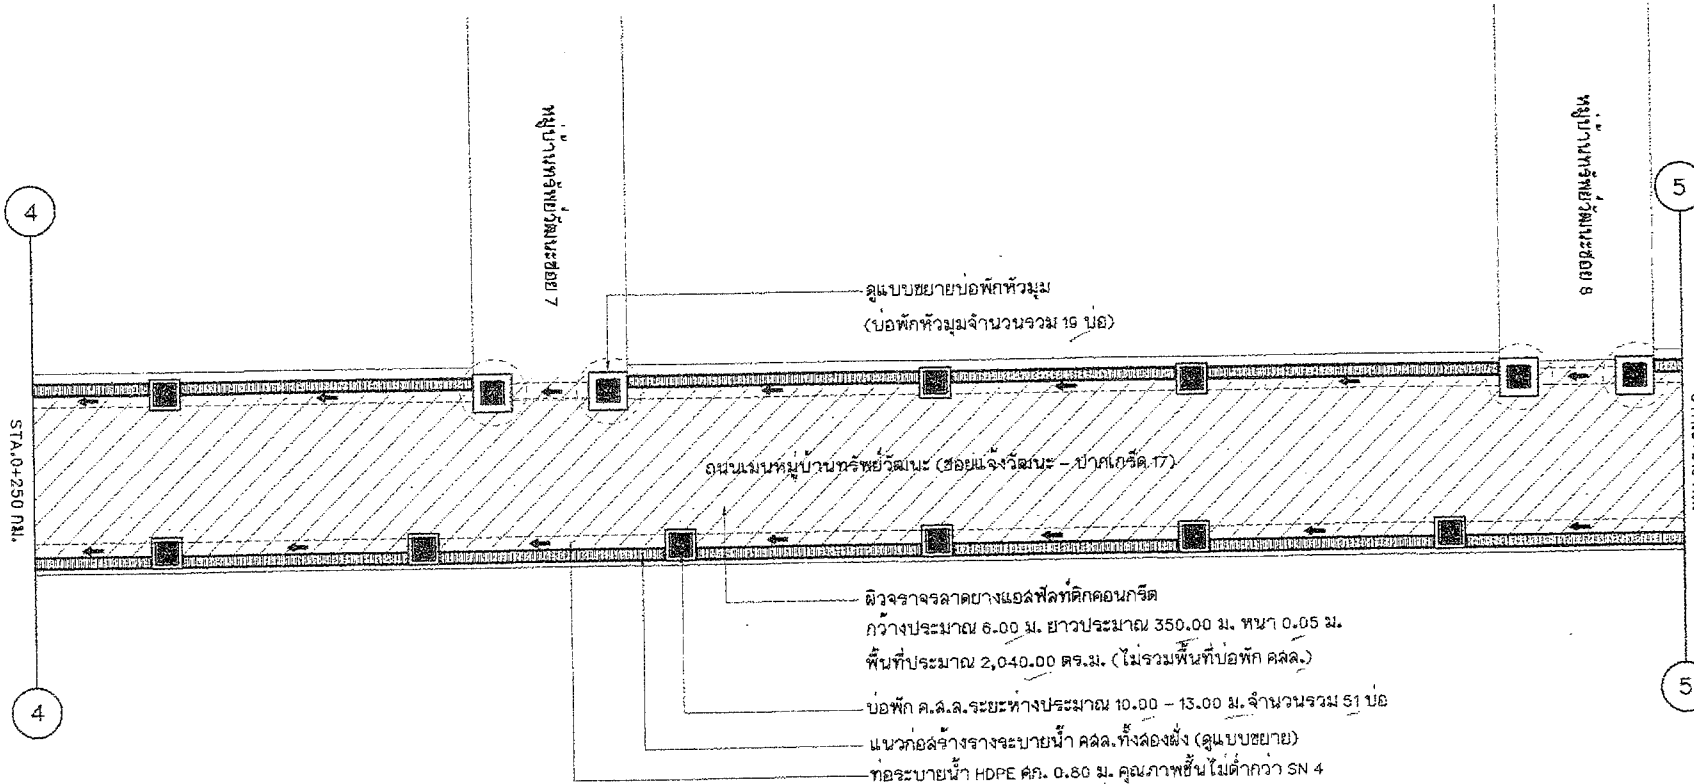 หมู่บ้านทรัพย์วัฒนะซอย 7
หมู่บ้านทรัพย์วัฒนะซอย 8
4
5
ดูแบบขยายบ่อพักหัวมุม
(บ่อพักหัวมุมจำนวนรวม 19 บ่อ)
ถนนเมนหมู่บ้านทรัพย์วัฒนะ (ซอยแจ้งวัฒนะ - ปากเกร็ด 17)
STA.0+250 กม.
ผิวจราจรลาดยางแอสฟัลท์ติกคอนกรีต
กว้างประมาณ 6.00 ม. ยาวประมาณ 350.00 ม. หนา 0.05 ม.
พื้นที่ประมาณ 2,040.00 ตร.ม. (ไม่รวมพื้นที่บ่อพัก คสล.)
บ่อพัก ค.ส.ล.ระยะห่างประมาณ 10.00 - 13.00 ม. จำนวนรวม 51 บ่อ
แนวก่อสร้างรางระบายน้ำ คสล.ทั้งสองฝั่ง (ดูแบบขยาย)
ท่อระบายน้ำ HDPE ศก. 0.80 ม. คุณภาพชั้นไม่ต่ำกว่า SN 4
4
5